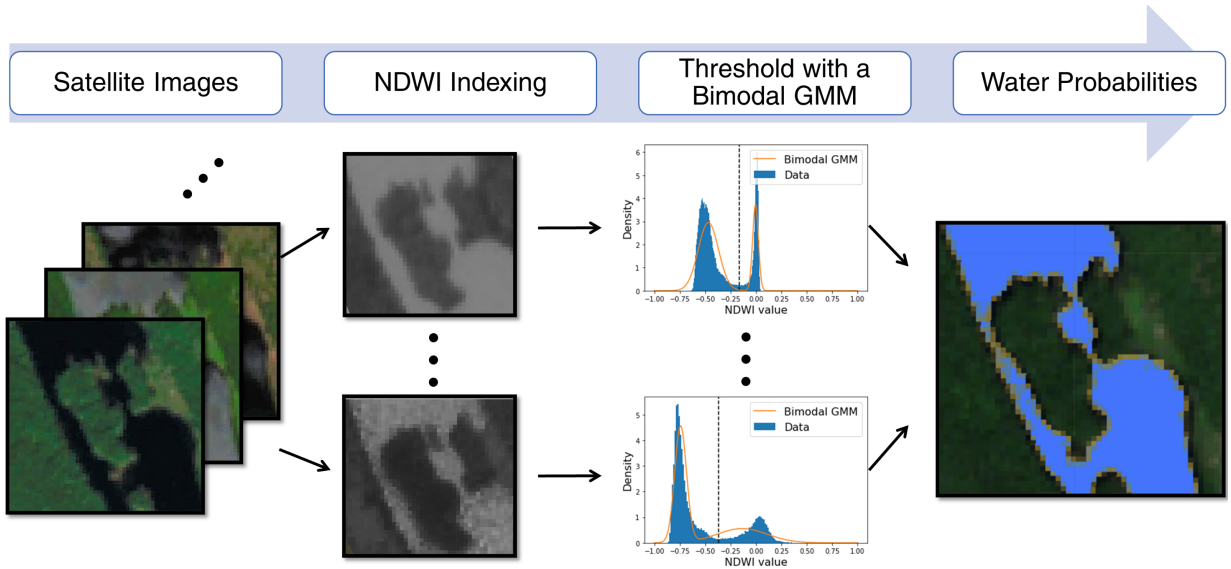 Satellite Images
NDWI Indexing
Threshold with a
Bimodal GMM
Water Probabilities
6
5
4
3
2
1
0
Density
Bimodal GMM
Data
−1.00 −0.75 −0.50 −0.25 0.00 0.25 0.50 0.75 1.00
NDWI value
5
4
3
2
1
0
Density
Bimodal GMM
Data
−1.00 −0.75 −0.50 −0.25 0.00 0.25 0.50 0.75 1.00
NDWI value